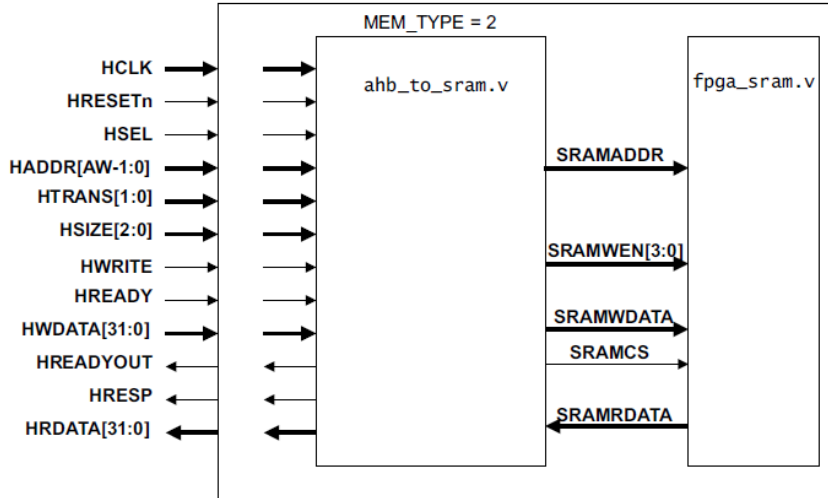 MEM_TYPE = 2
ahb_to_sram.v
fpga_sram.v
HCLK
HRESETn
HSEL
HADDR[AW-1:0]
HTRANS[1:0]
HSIZE[2:0]
HWRITE
HREADY
HWDATA[31:0]
HREADYOUT
HRESP
HRDATA[31:0]
SRAMADDR
SRAMWEN[3:0]
SRAMWDATA
SRAMCS
SRAMRDATA